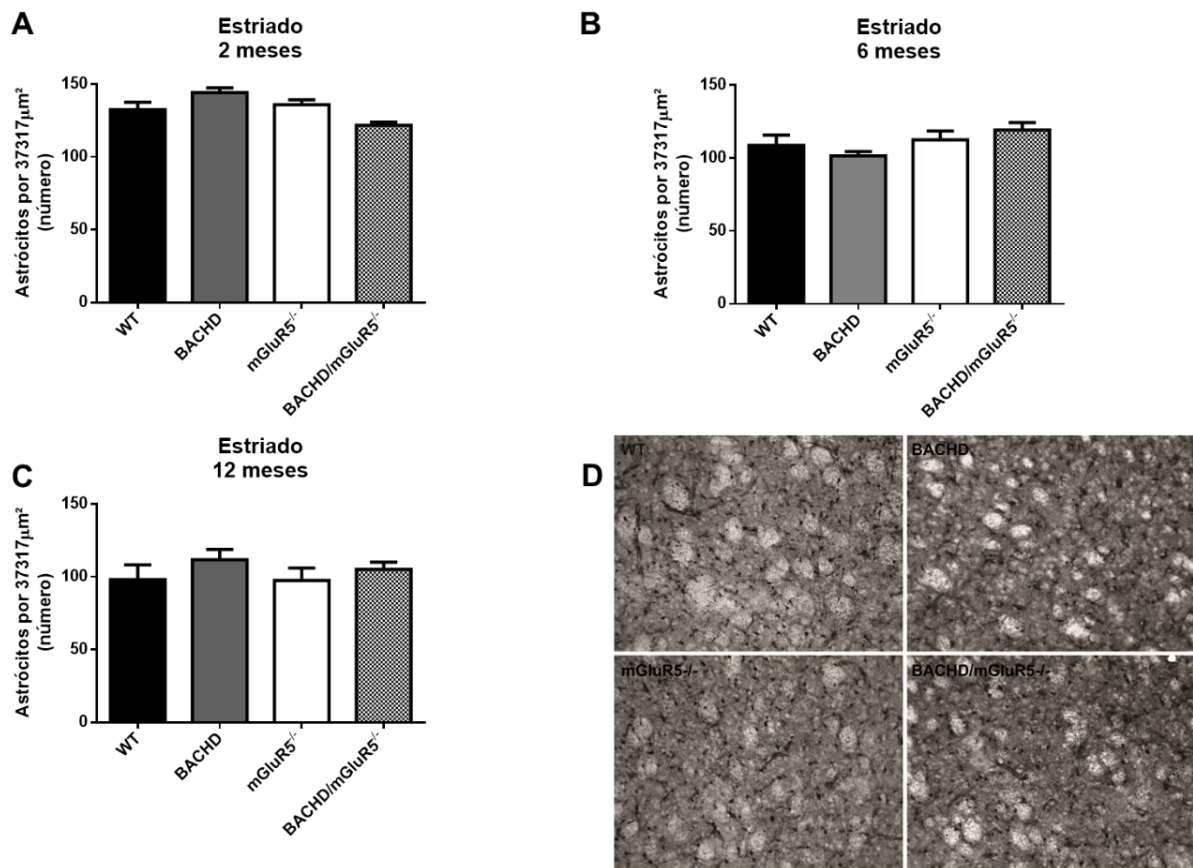 A
Estriado
2 meses
Astrócitos por 37317µm²
(número)
150
100
50
0
WT
BACHD
mGluR5-/-
BACHD/mGluR5-/-
B
Estriado
6 meses
Astrócitos por 37317µm²
(número)
150
100
50
0
WT
BACHD
mGluR5-/-
BACHD/mGluR5-/-
C
Estriado
12 meses
Astrócitos por 37317µm²
(número)
150
100
50
0
WT
BACHD
mGluR5-/-
BACHD/mGluR5-/-
D
WT
BACHD
mGluR5-/-
BACHD/mGluR5-/-